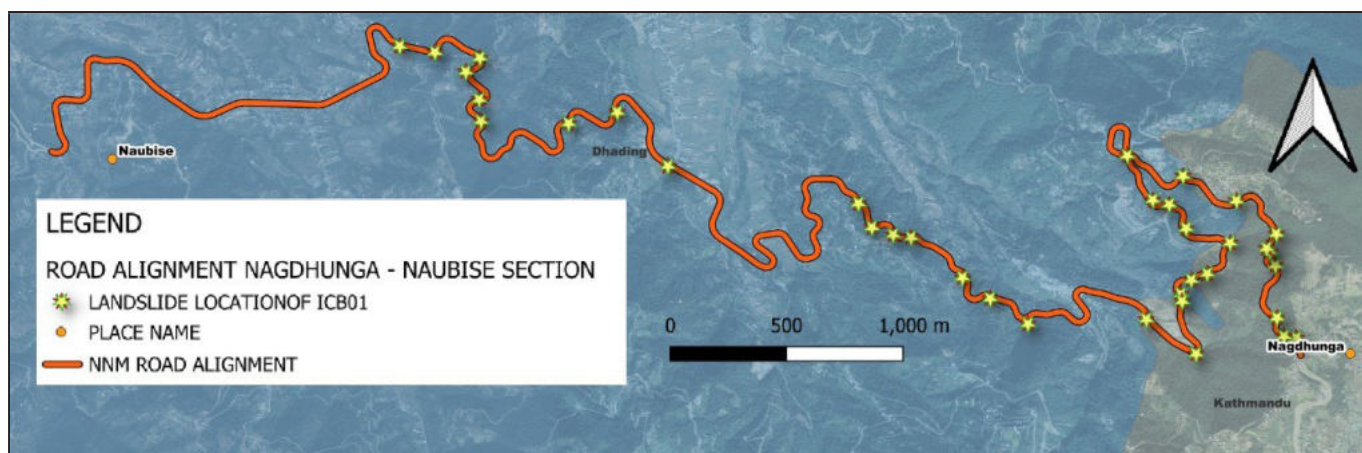 Naubise
Dhading
LEGEND
ROAD ALIGNMENT NAGDHUNGA - NAUBISE SECTION
LANDSLIDE LOCATIONOF ICB01
PLACE NAME
NNM ROAD ALIGNMENT
0 500 1,000 m
Nagdhunga
Kathmandu